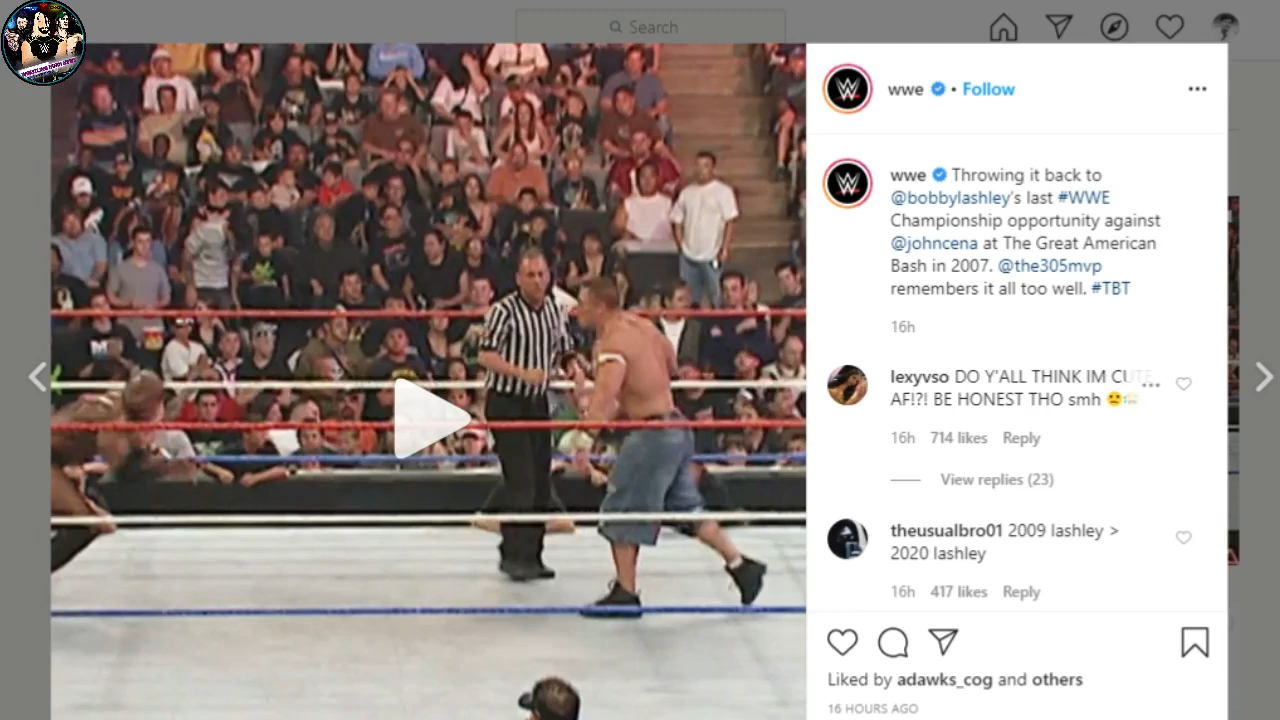 Search
wwe • Follow
wwe Throwing it back to
@bobbylashley's last #WWE
Championship opportunity against
@johncena at The Great American
Bash in 2007. @the305mvp
remembers it all too well. #TBT
16h
lexyvso DO Y'ALL THINK IM CUTE
AF!?! BE HONEST THO smh
16h 714 likes Reply
View replies (23)
theusualbro01 2009 lashley >
2020 lashley
16h 417 likes Reply
Liked by adawks_cog and others
16 HOURS AGO